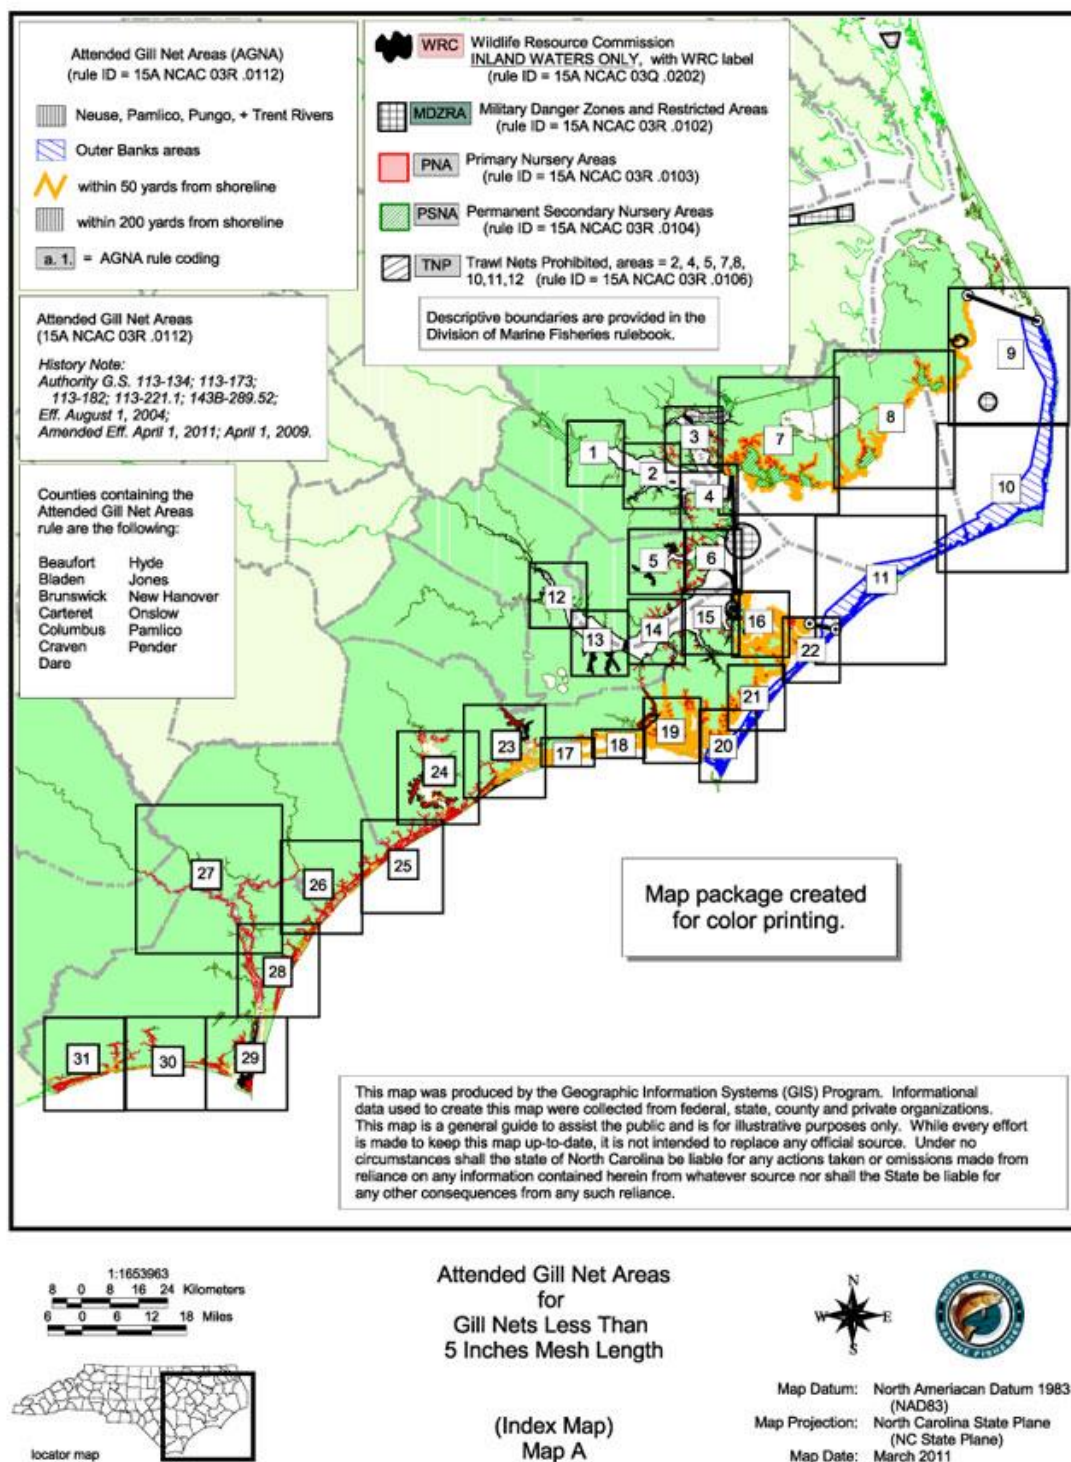 Attended Gill Net Areas (AGNA)
(rule ID = 15A NCAC 03R .0112)
Neuse, Pamlico, Pungo, + Trent Rivers
Outer Banks areas
within 50 yards from shoreline
within 200 yards from shoreline
a. 1. = AGNA rule coding
WRC Wildlife Resource Commission
INLAND WATERS ONLY, with WRC label
(rule ID = 15A NCAC 03Q .0202)
MDZRA Military Danger Zones and Restricted Areas
(rule ID = 15A NCAC 03R .0102)
PNA Primary Nursery Areas
(rule ID = 15A NCAC 03R .0103)
PSNA Permanent Secondary Nursery Areas
(rule ID = 15A NCAC 03R .0104)
TNP Trawl Nets Prohibited, areas = 2, 4, 5, 7,8,
10,11,12 (rule ID = 15A NCAC 03R .0106)
Descriptive boundaries are provided in the
Division of Marine Fisheries rulebook.
Attended Gill Net Areas
(15A NCAC 03R .0112)
History Note:
Authority G.S. 113-134; 113-173;
113-182; 113-221.1; 143B-289.52;
Eff. August 1, 2004;
Amended Eff. April 1, 2011; April 1, 2009.
Counties containing the
Attended Gill Net Areas
rule are the following:
Beaufort Hyde
Bladen Jones
Brunswick New Hanover
Carteret Onslow
Columbus Pamlico
Craven Pender
Dare
9
8
3
7
1
2
4
10
5
6
11
12
15
16
14
13
22
21
19
20
23
17
18
24
25
27
26
28
31
30
29
Map package created
for color printing.
This map was produced by the Geographic Information Systems (GIS) Program. Informational
data used to create this map were collected from federal, state, county and private organizations.
This map is a general guide to assist the public and is for illustrative purposes only. While every effort
is made to keep this map up-to-date, it is not intended to replace any official source. Under no
circumstances shall the state of North Carolina be liable for any actions taken or omissions made from
reliance on any information contained herein from whatever source nor shall the State be liable for
any other consequences from any such reliance.
1:1653963
8 0 8 16 24 Kilometers
6 0 6 12 18 Miles
locator map
Attended Gill Net Areas
for
Gill Nets Less Than
5 Inches Mesh Length
(Index Map)
Map A
N
W E
S
NORTH CAROLINA
MARINE FISHERIES
Map Datum: North Ameriacan Datum 1983
(NAD83)
Map Projection: North Carolina State Plane
(NC State Plane)
Map Date: March 2011